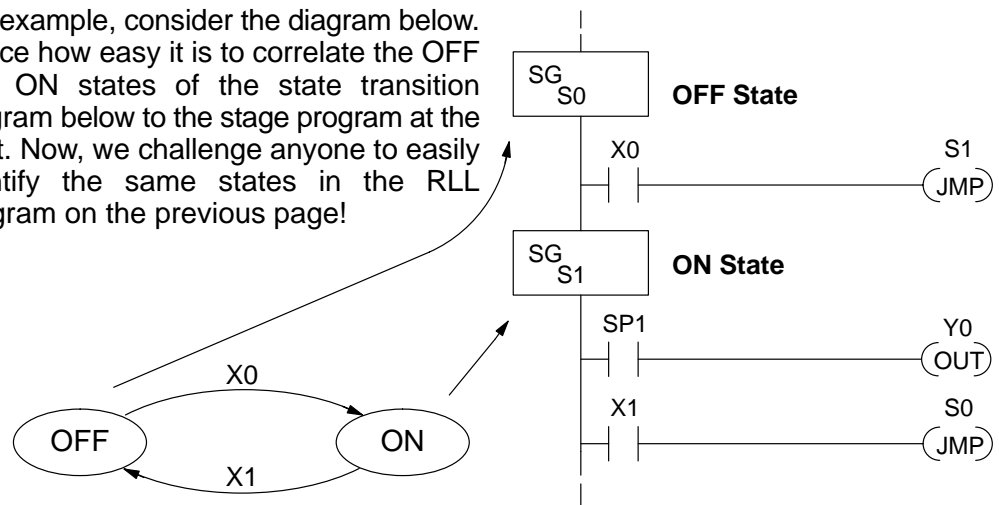 example, consider the diagram below.
ce how easy it is to correlate the OFF
ON states of the state transition
gram below to the stage program at the
t. Now, we challenge anyone to easily
ntify the same states in the RLL
gram on the previous page!
SG
S0
OFF State
X0
S1
JMP
SG
S1
ON State
SP1
Y0
OUT
X1
S0
JMP
X0
OFF
ON
X1